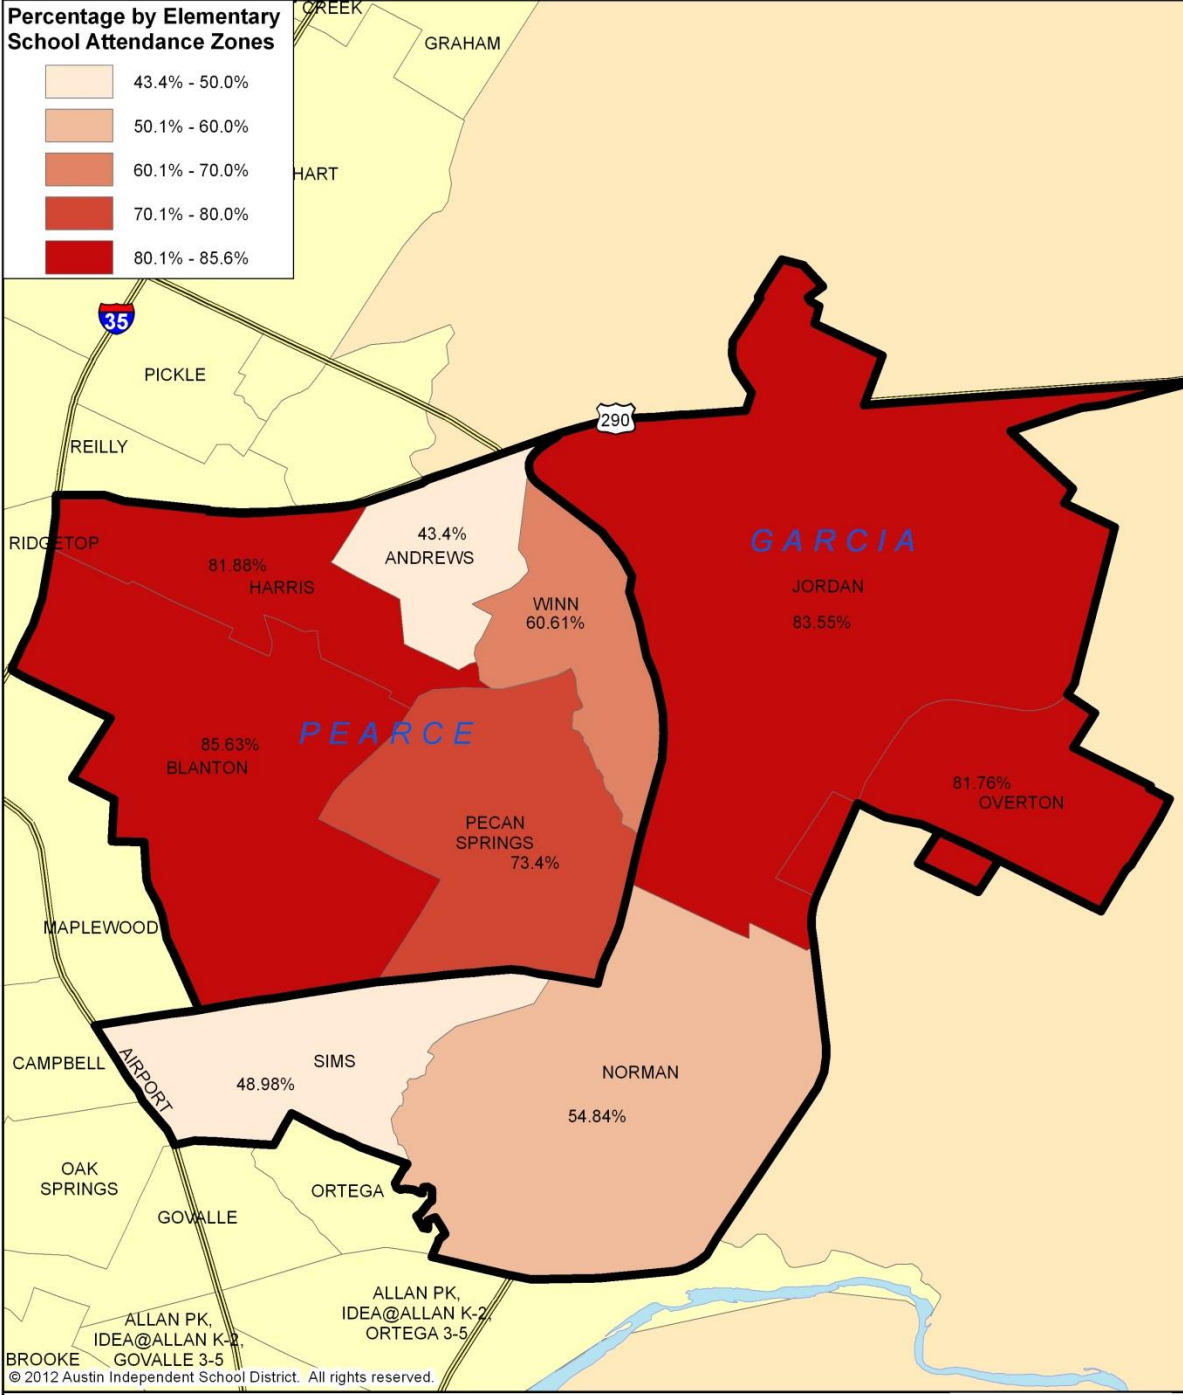 Percentage by Elementary
School Attendance Zones
43.4% - 50.0%
50.1% - 60.0%
60.1% - 70.0%
70.1% - 80.0%
80.1% - 85.6%
CREEK
GRAHAM
HART
35
PICKLE
REILLY
290
RIDGETOP
43.4%
ANDREWS
81.88%
HARRIS
GARCIA
JORDAN
83.55%
WINN
60.61%
PEARCE
85.63%
BLANTON
81.76%
OVERTON
PECAN
SPRINGS
73.4%
MAPLEWOOD
CAMPBELL
AIRPORT
SIMS
48.98%
NORMAN
54.84%
OAK
SPRINGS
ORTEGA
GOVALLE
ALLAN PK,
IDEA@ALLAN K-2,
ORTEGA 3-5
ALLAN PK,
IDEA@ALLAN K-2,
GOVALLE 3-5
BROOKE
© 2012 Austin Independent School District. All rights reserved.